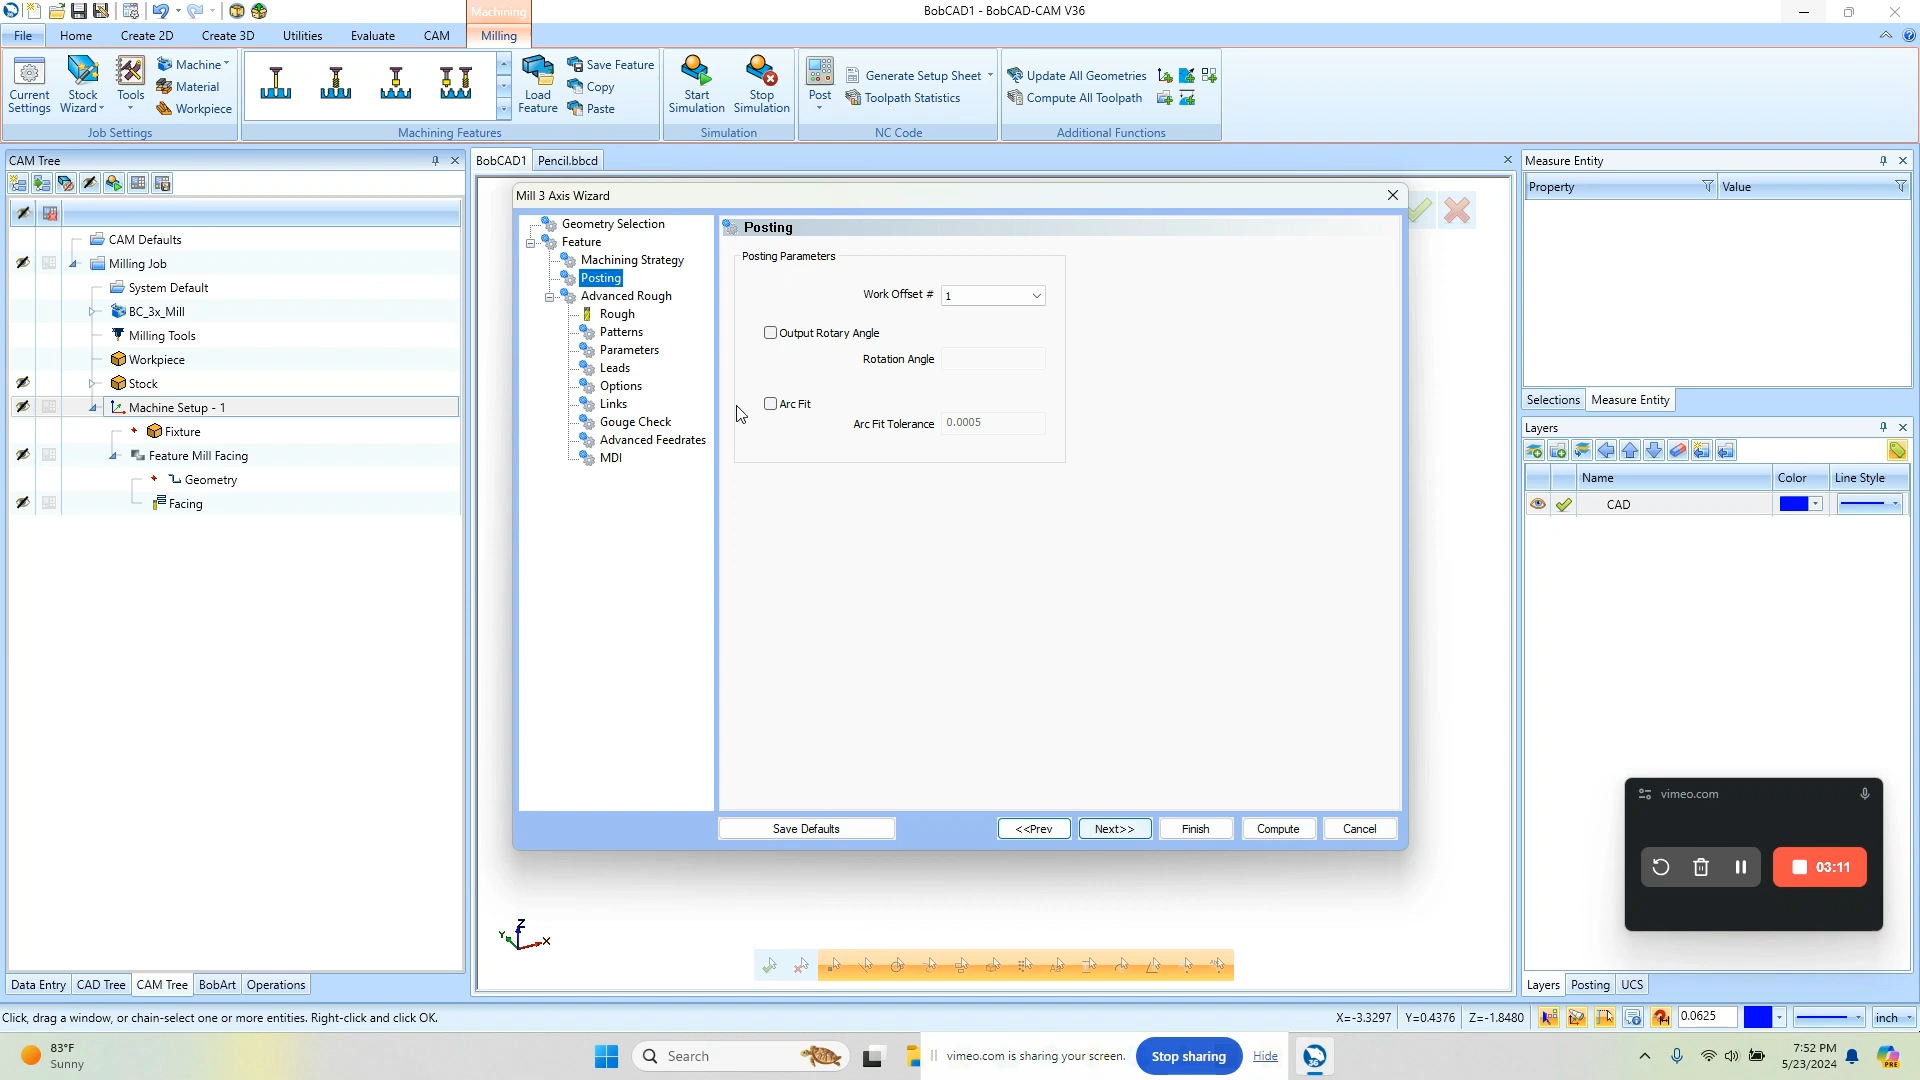 Machining
BobCAD1 - BobCAD-CAM V36
File
Home
Create 2D
Create 3D
Utilities
Evaluate
CAM
Milling
Current Settings
Stock Wizard
Tools
Machine
Material
Workpiece
Job Settings
Load Feature
Save Feature
Copy
Paste
Machining Features
Start Simulation
Stop Simulation
Simulation
Post
Generate Setup Sheet
Toolpath Statistics
NC Code
Update All Geometries
Compute All Toolpath
Additional Functions
CAM Tree
CAM Defaults
Milling Job
System Default
BC_3x_Mill
Milling Tools
Workpiece
Stock
Machine Setup - 1
Fixture
Feature Mill Facing
Geometry
Facing
Data Entry
CAD Tree
CAM Tree
BobArt
Operations
BobCAD1
Pencil.bbcd
Mill 3 Axis Wizard
Geometry Selection
Feature
Machining Strategy
Posting
Advanced Rough
Rough
Patterns
Parameters
Leads
Options
Links
Gouge Check
Advanced Feedrates
MDI
Posting
Posting Parameters
Work Offset # 1
Output Rotary Angle
Rotation Angle
Arc Fit
Arc Fit Tolerance 0.0005
Save Defaults
<<Prev
Next>>
Finish
Compute
Cancel
Z
Y
X
Measure Entity
Property
Value
Selections
Measure Entity
Layers
Name
Color
Line Style
CAD
vimeo.com
03:11
Layers
Posting
UCS
Click, drag a window, or chain-select one or more entities. Right-click and click OK.
X=-3.3297
Y=0.4376
Z=-1.8480
0.0625
inch
83°F
Sunny
Search
vimeo.com is sharing your screen.
Stop sharing
Hide
36
7:52 PM
5/23/2024
PRE